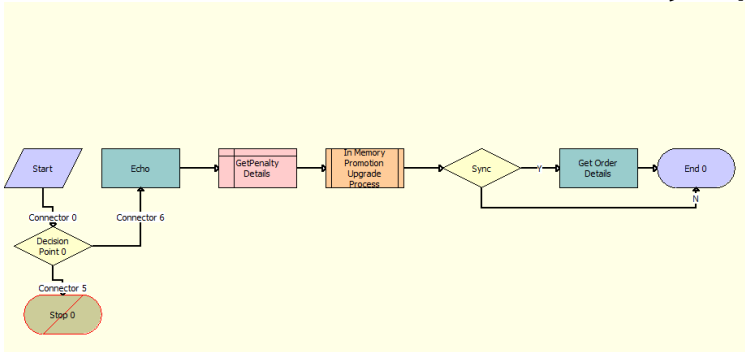 In Memory
Promotion
Upgrade
Process
Start
Echo
GetPenalty
Details
Sync
Y
Get Order
Details
End 0
N
Connector 0
Connector 6
Decision
Point 0
Connector 5
Stop 0